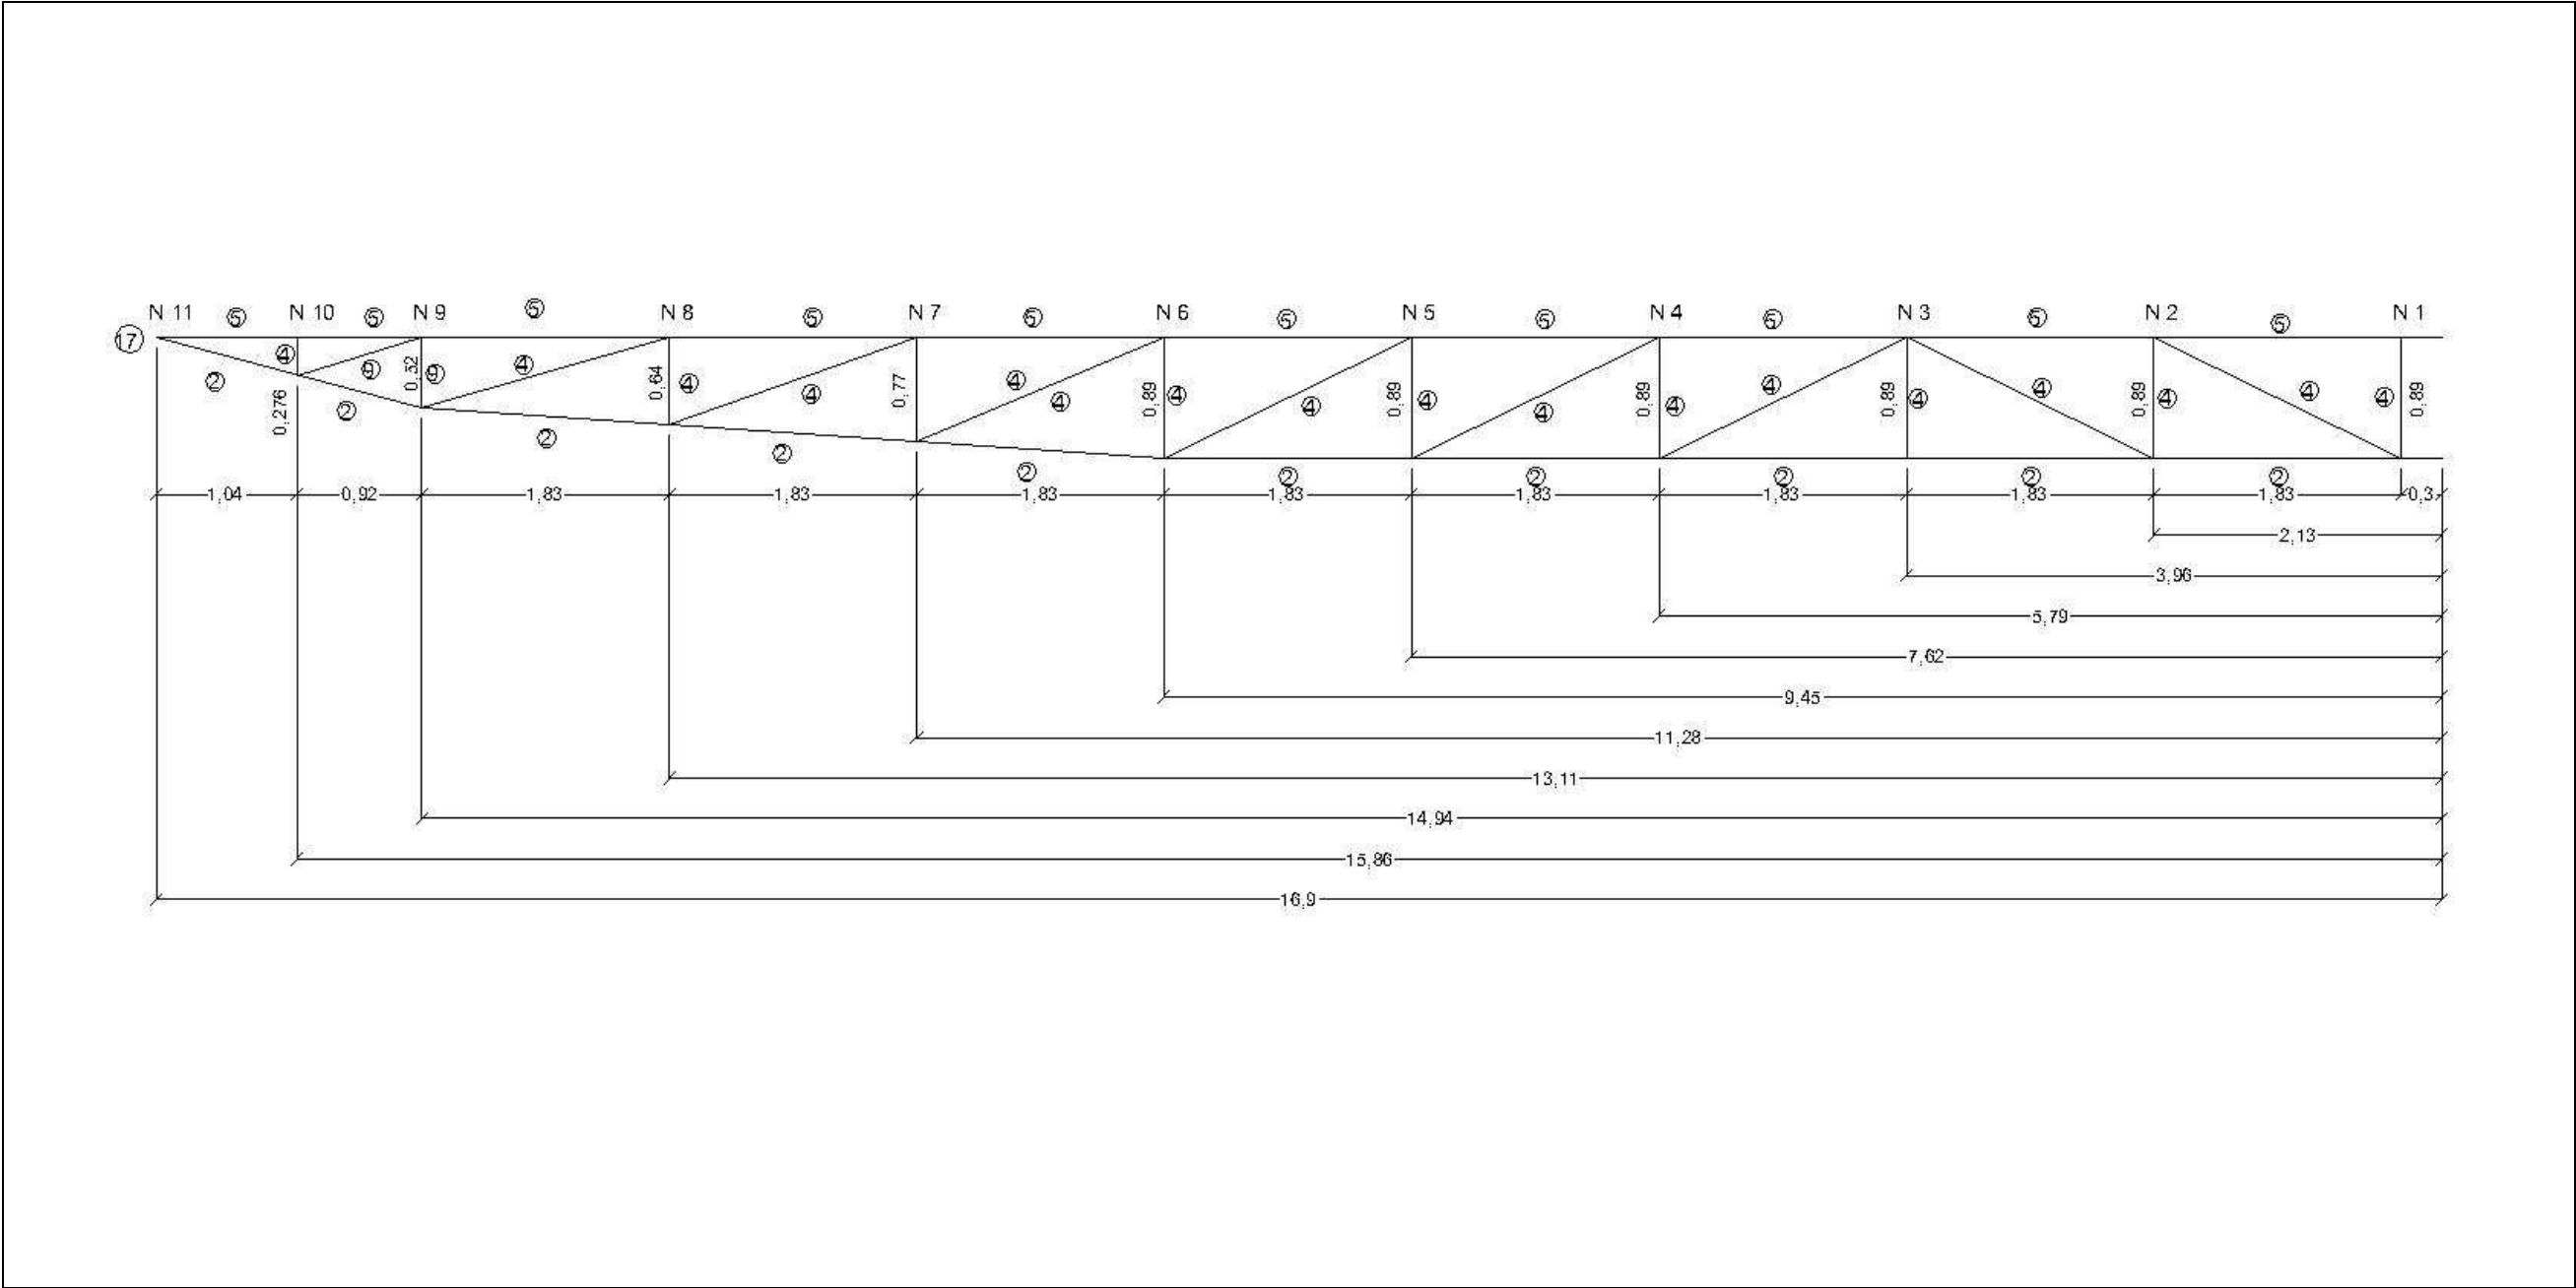 N 11 ⑤ N 10 ⑤ N 9 ⑤ N 8 ⑤ N 7 ⑤ N 6 ⑤ N 5 ⑤ N 4 ⑤ N 3 ⑤ N 2 ⑤ N 1
⑰ ④ ⑨ 0,52 ⑨ ④ 0,64 ④ ④ 0,77 ④ ④ 0,89 ④ ④ 0,89 ④ ④ 0,89 ④ ④ 0,89 ④ ④ 0,89 ④ ④ ④ 0,89
② 0,276 ② ② ② ② ② ② ② ② ②
1,04 0,92 1,83 1,83 1,83 1,83 1,83 1,83 1,83 1,83 0,3
2,13
3,96
5,79
7,62
9,45
11,28
13,11
14,94
15,86
16,9